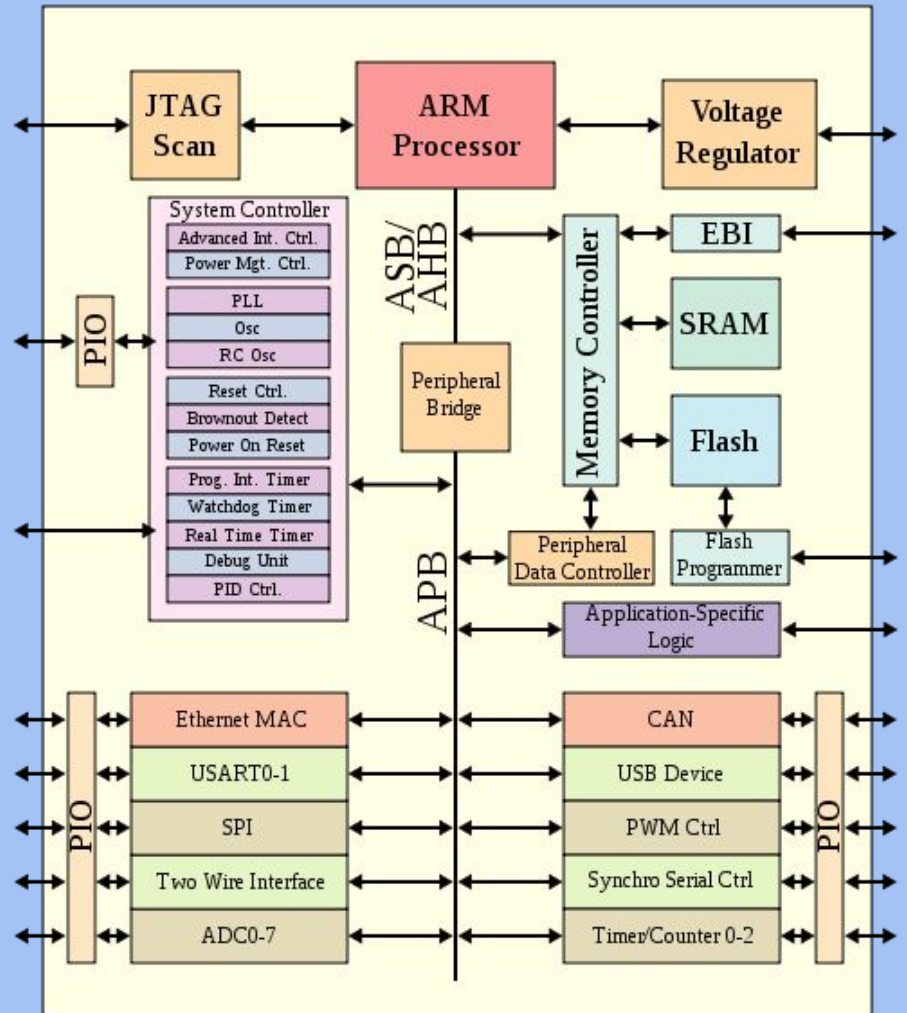 JTAG
Scan
ARM
Processor
Voltage
Regulator
System Controller
Advanced Int. Ctrl.
Power Mgt. Ctrl.
PLL
Osc
RC Osc
Reset Ctrl.
Brownout Detect
Power On Reset
Prog. Int. Timer
Watchdog Timer
Real Time Timer
Debug Unit
PID Ctrl.
PIO
ASB/
AHB
Peripheral
Bridge
APB
Memory Controller
EBI
SRAM
Flash
Peripheral
Data Controller
Flash
Programmer
Application-Specific
Logic
PIO
Ethernet MAC
USART0-1
SPI
Two Wire Interface
ADC0-7
CAN
USB Device
PWM Ctrl
Synchro Serial Ctrl
Timer/Counter 0-2
PIO